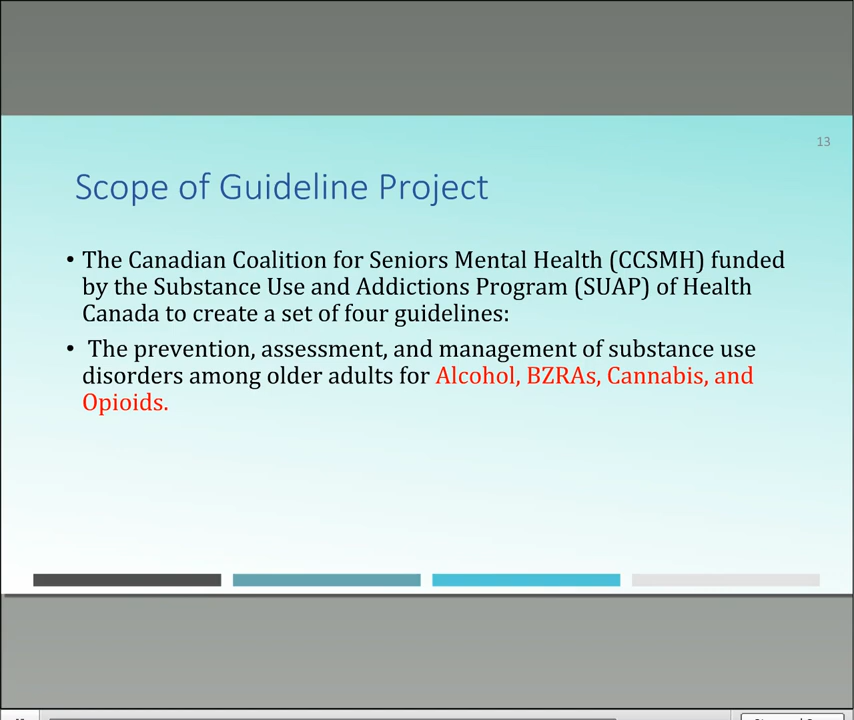 13
Scope of Guideline Project
• The Canadian Coalition for Seniors Mental Health (CCSMH) funded
by the Substance Use and Addictions Program (SUAP) of Health
Canada to create a set of four guidelines:
• The prevention, assessment, and management of substance use
disorders among older adults for Alcohol, BZRAs, Cannabis, and
Opioids.